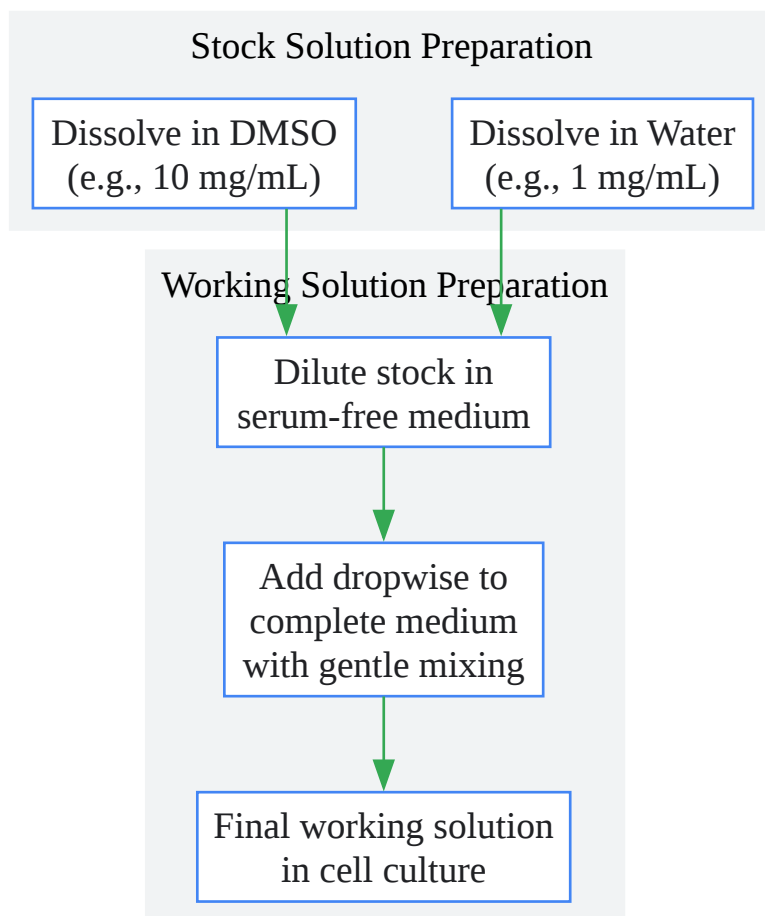 Stock Solution Preparation
Dissolve in DMSO
(e.g., 10 mg/mL)
Dissolve in Water
(e.g., 1 mg/mL)
Working Solution Preparation
Dilute stock in
serum-free medium
Add dropwise to
complete medium
with gentle mixing
Final working solution
in cell culture